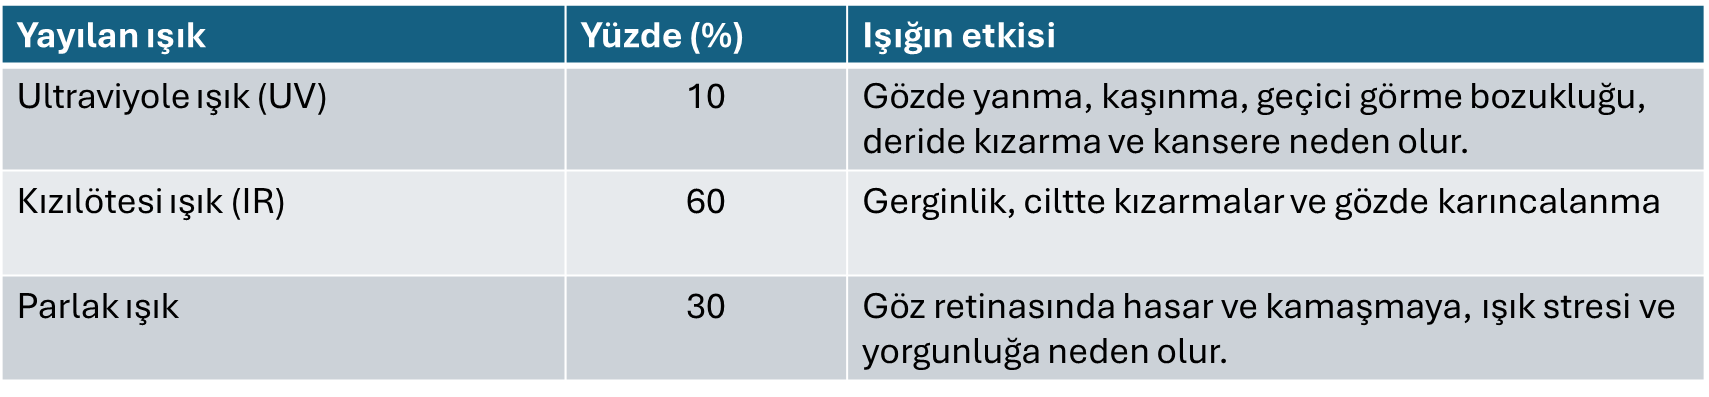 Yayılan ışık Yüzde (%) Işığın etkisi
Ultraviyole ışık (UV) 10 Gözde yanma, kaşınma, geçici görme bozukluğu,
deride kızarma ve kansere neden olur.
Kızılötesi ışık (IR) 60 Gerginlik, ciltte kızarmalar ve gözde karıncalanma
Parlak ışık 30 Göz retinasında hasar ve kamaşmaya, ışık stresi ve
yorgunluğa neden olur.